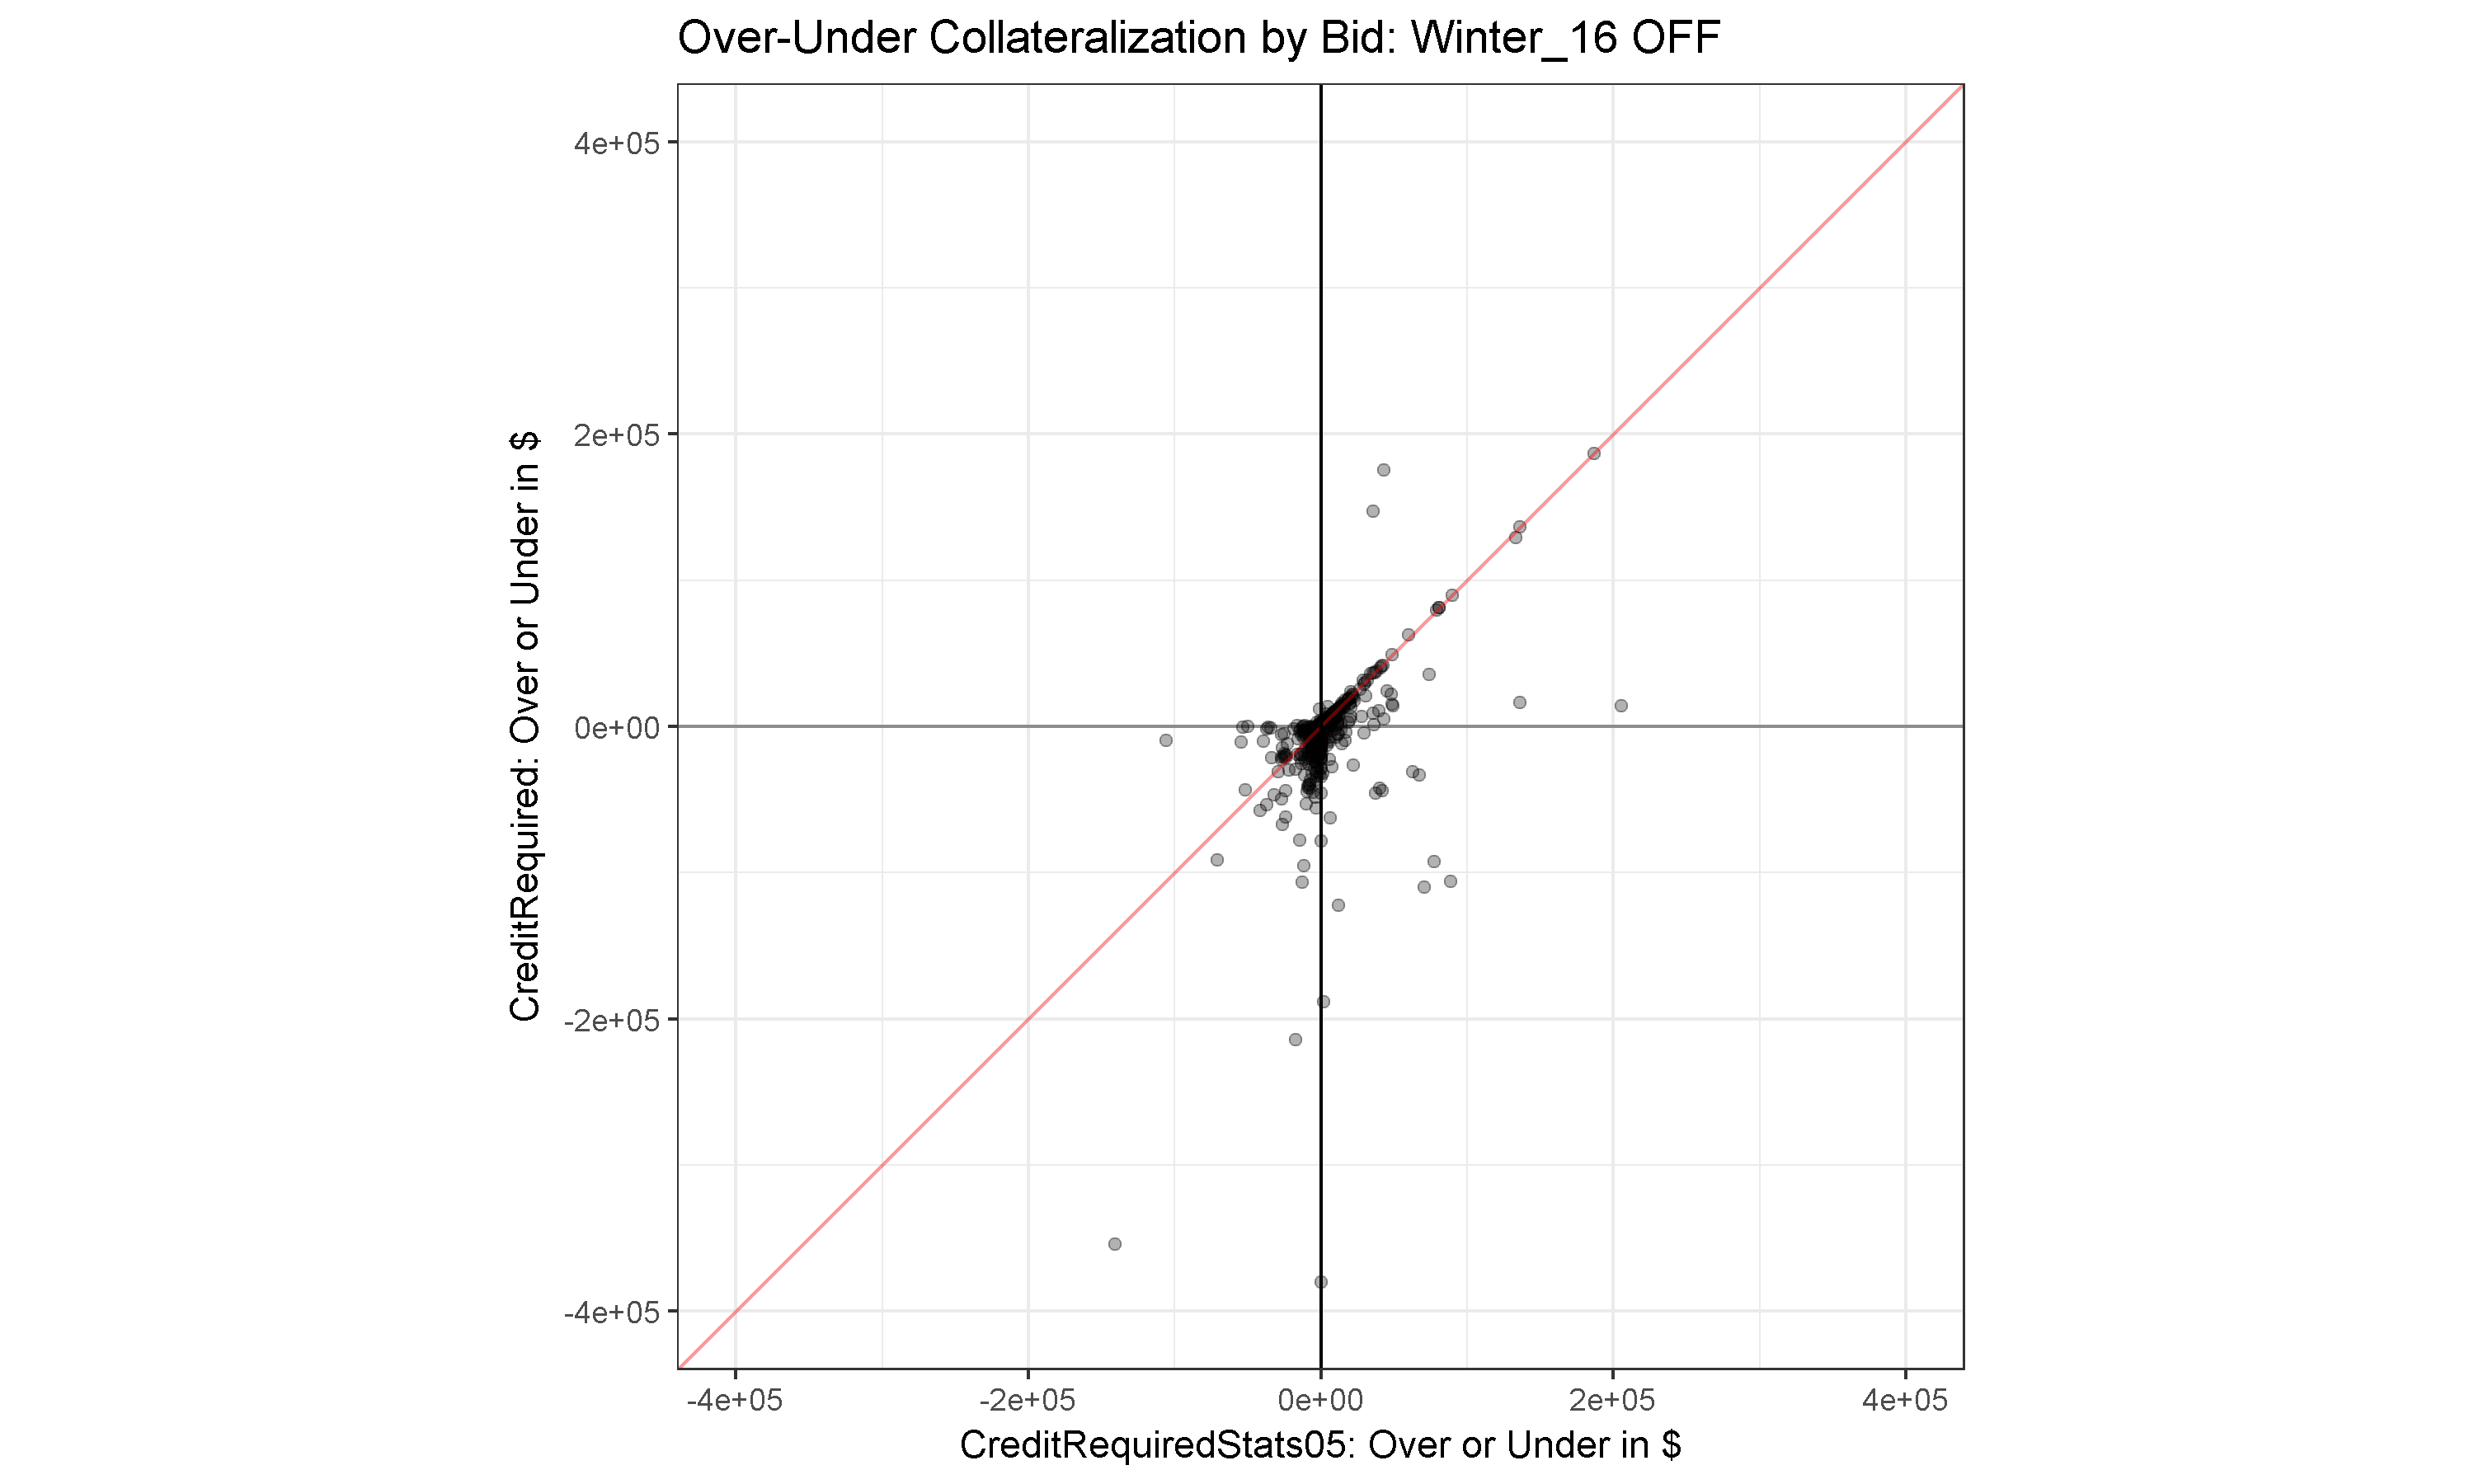 Over-Under Collateralization by Bid: Winter_16 OFF
CreditRequired: Over or Under in $
4e+05
2e+05
0e+00
-2e+05
-4e+05
-4e+05 -2e+05 0e+00 2e+05 4e+05
CreditRequiredStats05: Over or Under in $